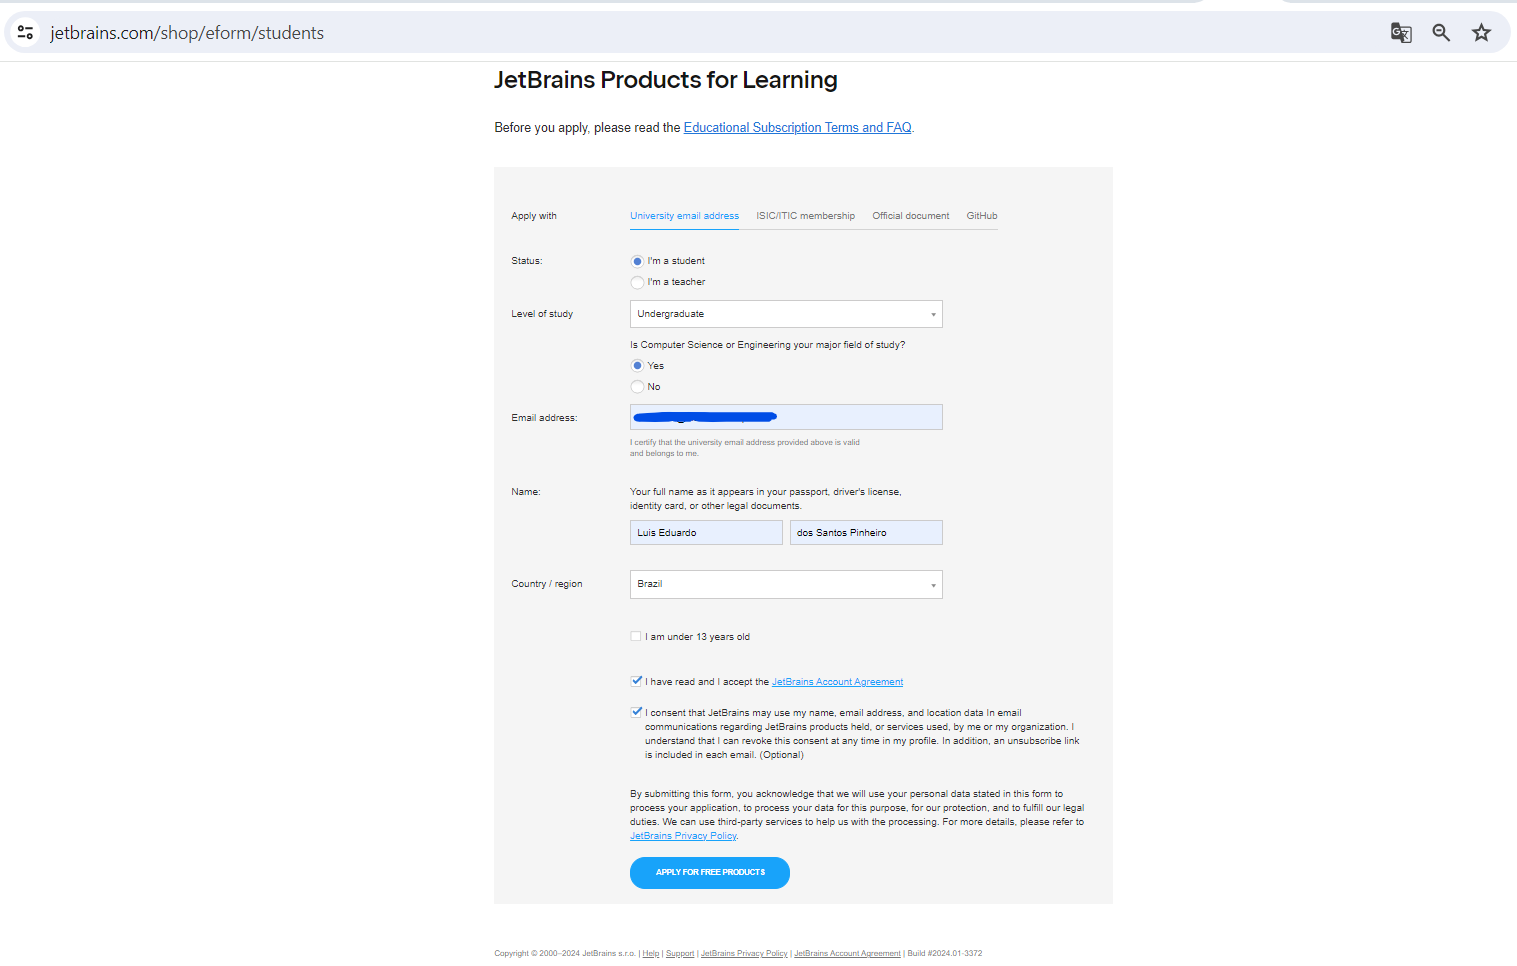 jetbrains.com/shop/eform/students
JetBrains Products for Learning
Before you apply, please read the Educational Subscription Terms and FAQ.
Apply with University email address ISIC/ITIC membership Official document GitHub
Status: I'm a student
I'm a teacher
Level of study Undergraduate
Is Computer Science or Engineering your major field of study?
Yes
No
Email address:
I certify that the university email address provided above is valid
and belongs to me.
Name: Your full name as it appears in your passport, driver's license,
identity card, or other legal documents.
Luis Eduardo dos Santos Pinheiro
Country / region Brazil
I am under 13 years old
I have read and I accept the JetBrains Account Agreement
I consent that JetBrains may use my name, email address, and location data In email
communications regarding JetBrains products held, or services used, by me or my organization. I
understand that I can revoke this consent at any time in my profile. In addition, an unsubscribe link
is included in each email. (Optional)
By submitting this form, you acknowledge that we will use your personal data stated in this form to
process your application, to process your data for this purpose, for our protection, and to fulfill our legal
duties. We can use third-party services to help us with the processing. For more details, please refer to
JetBrains Privacy Policy.
APPLY FOR FREE PRODUCTS
Copyright © 2000–2024 JetBrains s.r.o. | Help | Support | JetBrains Privacy Policy | JetBrains Account Agreement | Build #2024.01-3372